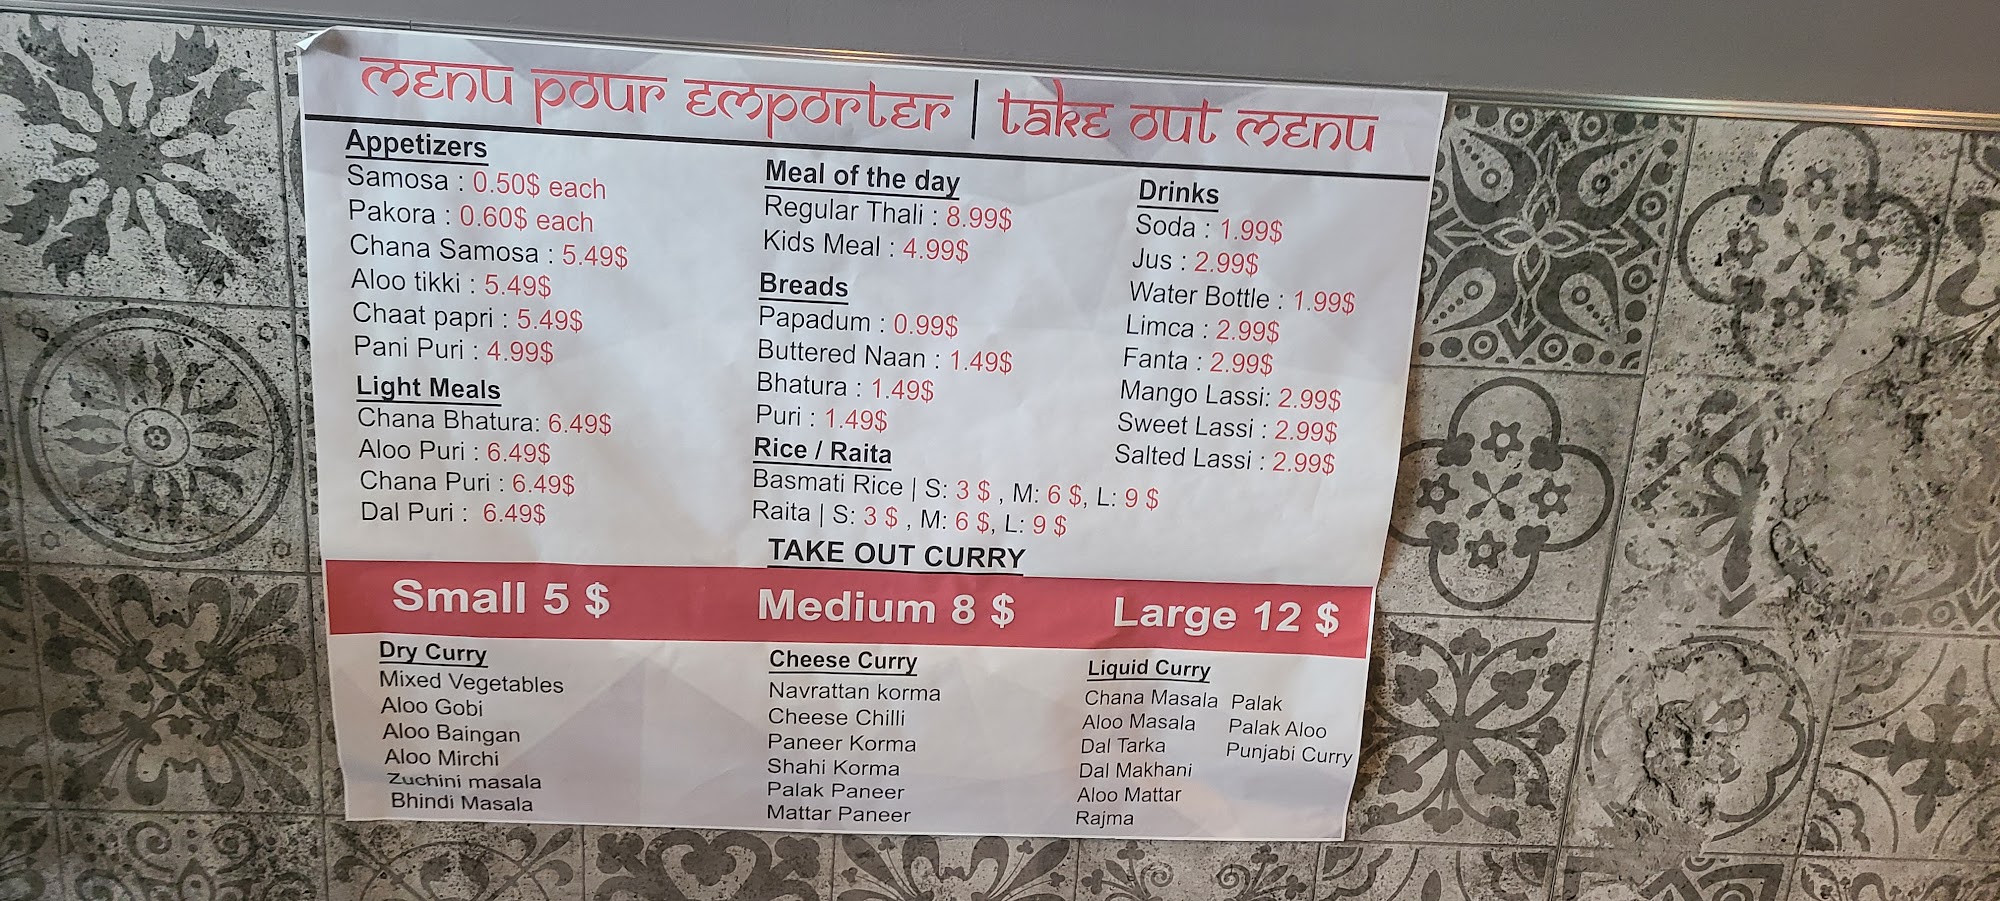 menu pour emporter | take out menu
Appetizers
Samosa : 0.50$ each
Pakora : 0.60$ each
Chana Samosa : 5.49$
Aloo tikki : 5.49$
Chaat papri : 5.49$
Pani Puri : 4.99$
Light Meals
Chana Bhatura: 6.49$
Aloo Puri : 6.49$
Chana Puri : 6.49$
Dal Puri : 6.49$
Meal of the day
Regular Thali : 8.99$
Kids Meal : 4.99$
Breads
Papadum : 0.99$
Buttered Naan : 1.49$
Bhatura : 1.49$
Puri : 1.49$
Rice / Raita
Basmati Rice | S: 3 $ , M: 6 $, L: 9 $
Raita | S: 3 $ , M: 6 $, L: 9 $
Drinks
Soda : 1.99$
Jus : 2.99$
Water Bottle : 1.99$
Limca : 2.99$
Fanta : 2.99$
Mango Lassi: 2.99$
Sweet Lassi : 2.99$
Salted Lassi : 2.99$
TAKE OUT CURRY
Small 5 $ Medium 8 $ Large 12 $
Dry Curry
Mixed Vegetables
Aloo Gobi
Aloo Baingan
Aloo Mirchi
Zuchini masala
Bhindi Masala
Cheese Curry
Navrattan korma
Cheese Chilli
Paneer Korma
Shahi Korma
Palak Paneer
Mattar Paneer
Liquid Curry
Chana Masala Palak
Aloo Masala Palak Aloo
Dal Tarka Punjabi Curry
Dal Makhani
Aloo Mattar
Rajma